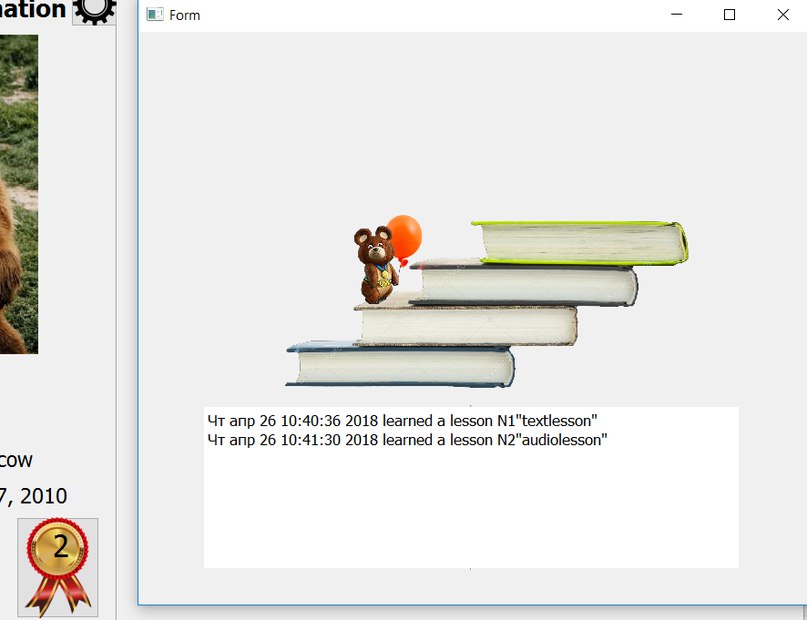 ation
Form
Чт апр 26 10:40:36 2018 learned a lesson N1"textlesson"
Чт апр 26 10:41:30 2018 learned a lesson N2"audiolesson"
cow
7, 2010
2